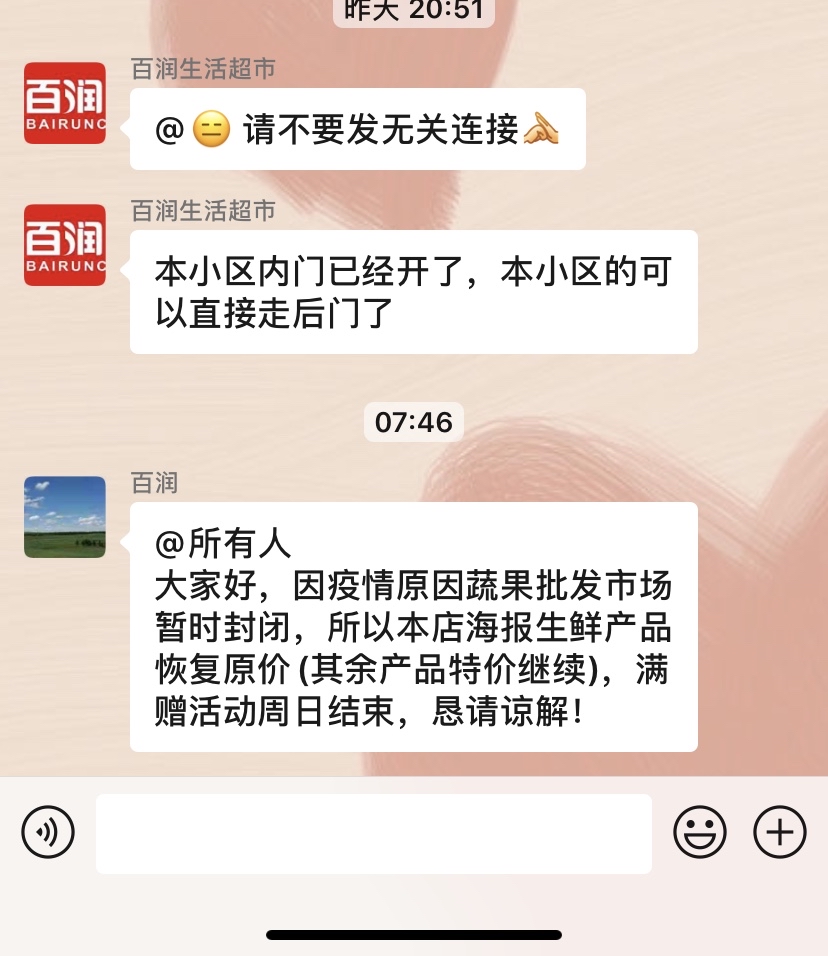 昨天 20:51
百润生活超市
百润
BAIRUNC
@😑 请不要发无关连接🙏🏻
百润生活超市
百润
BAIRUNC
本小区内门已经开了，本小区的可
以直接走后门了
07:46
百润
@所有人
大家好，因疫情原因蔬果批发市场
暂时封闭，所以本店海报生鲜产品
恢复原价(其余产品特价继续)，满
赠活动周日结束，恳请谅解！